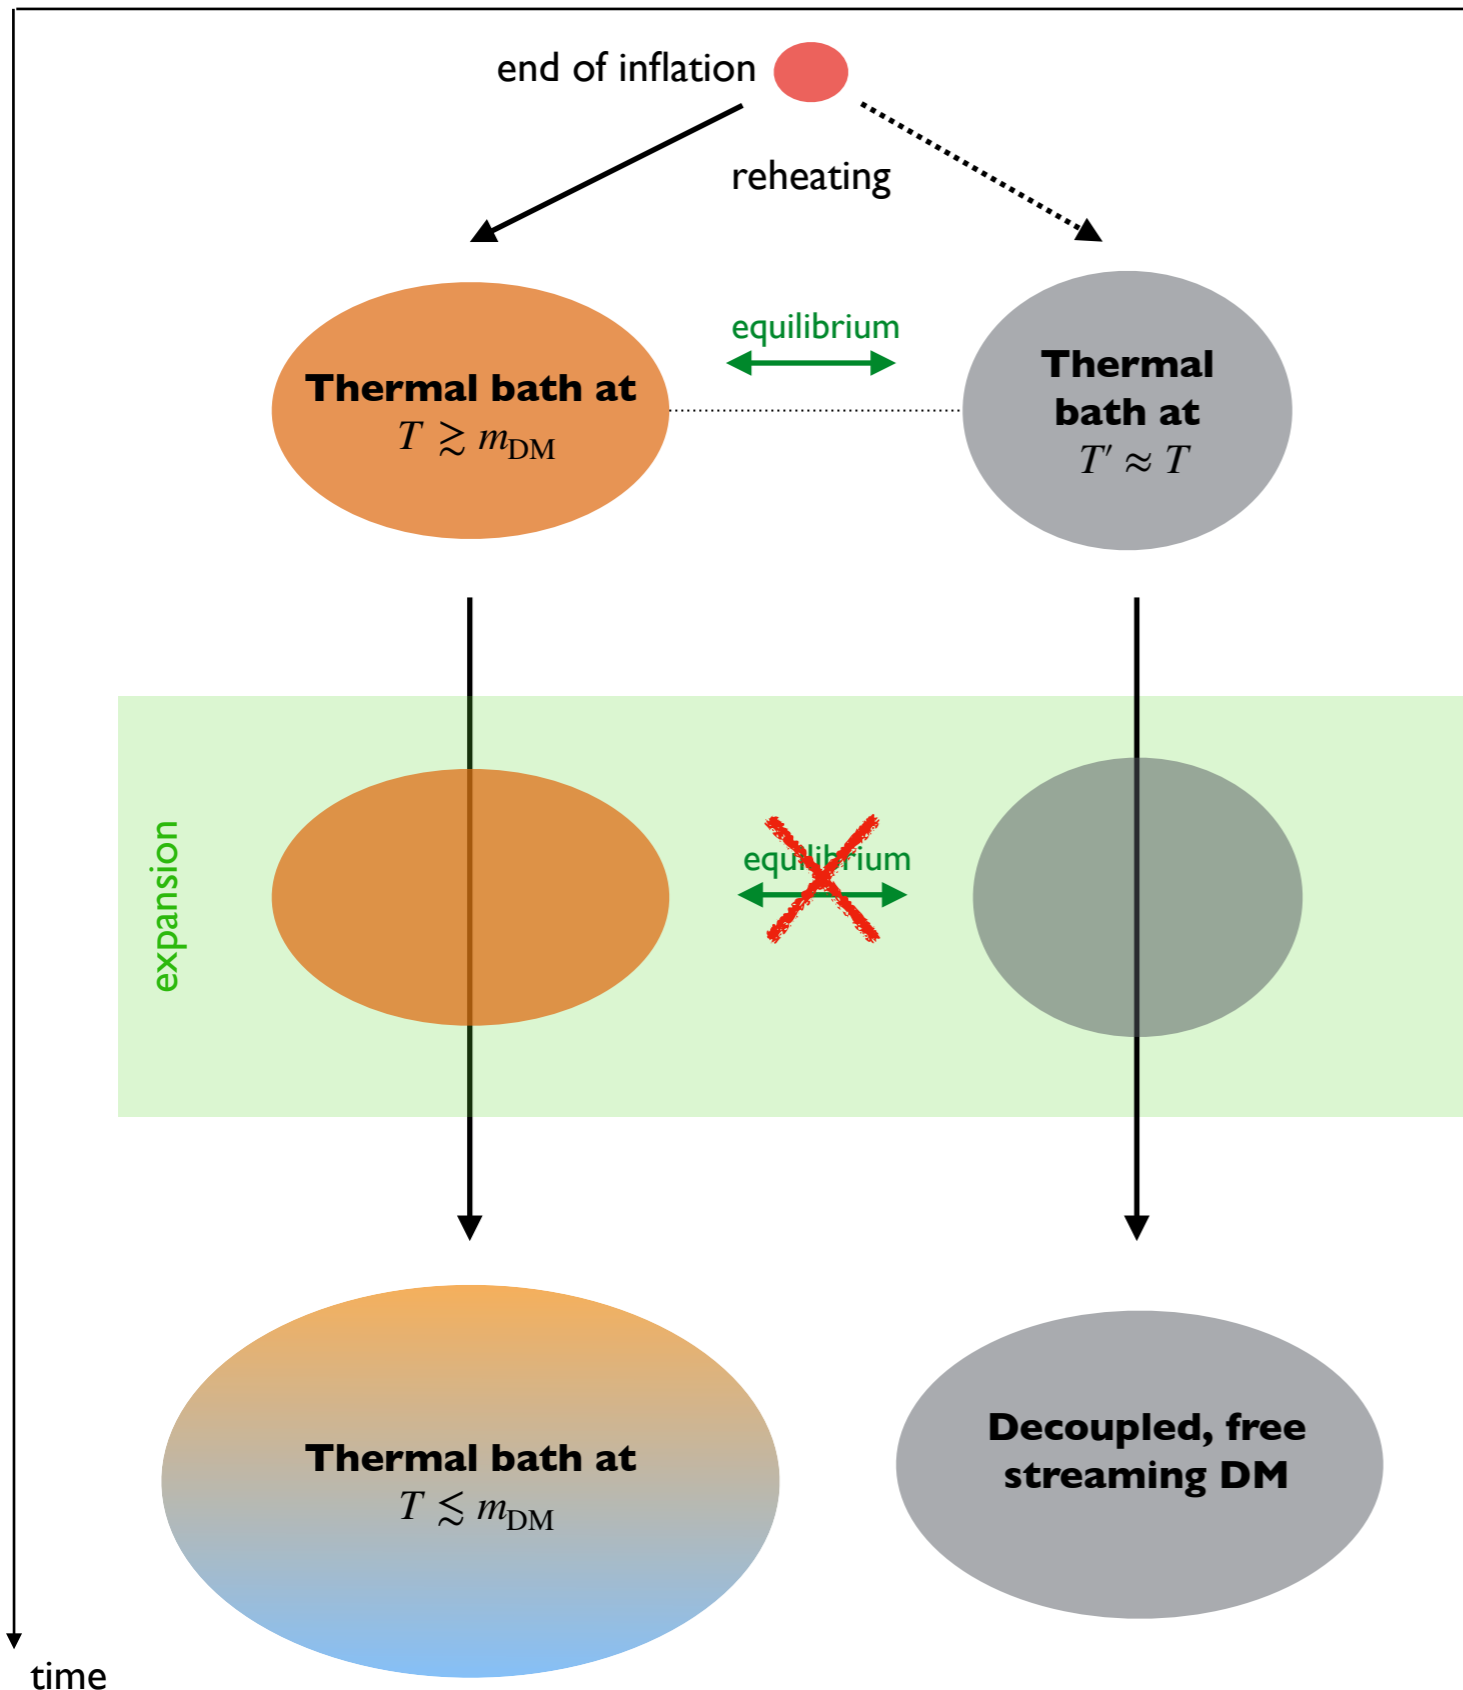 end of inflation
reheating
Thermal bath at
T ≳ m_DM
equilibrium
Thermal
bath at
T′ ≈ T
expansion
equilibrium
Thermal bath at
T ≲ m_DM
Decoupled, free
streaming DM
time